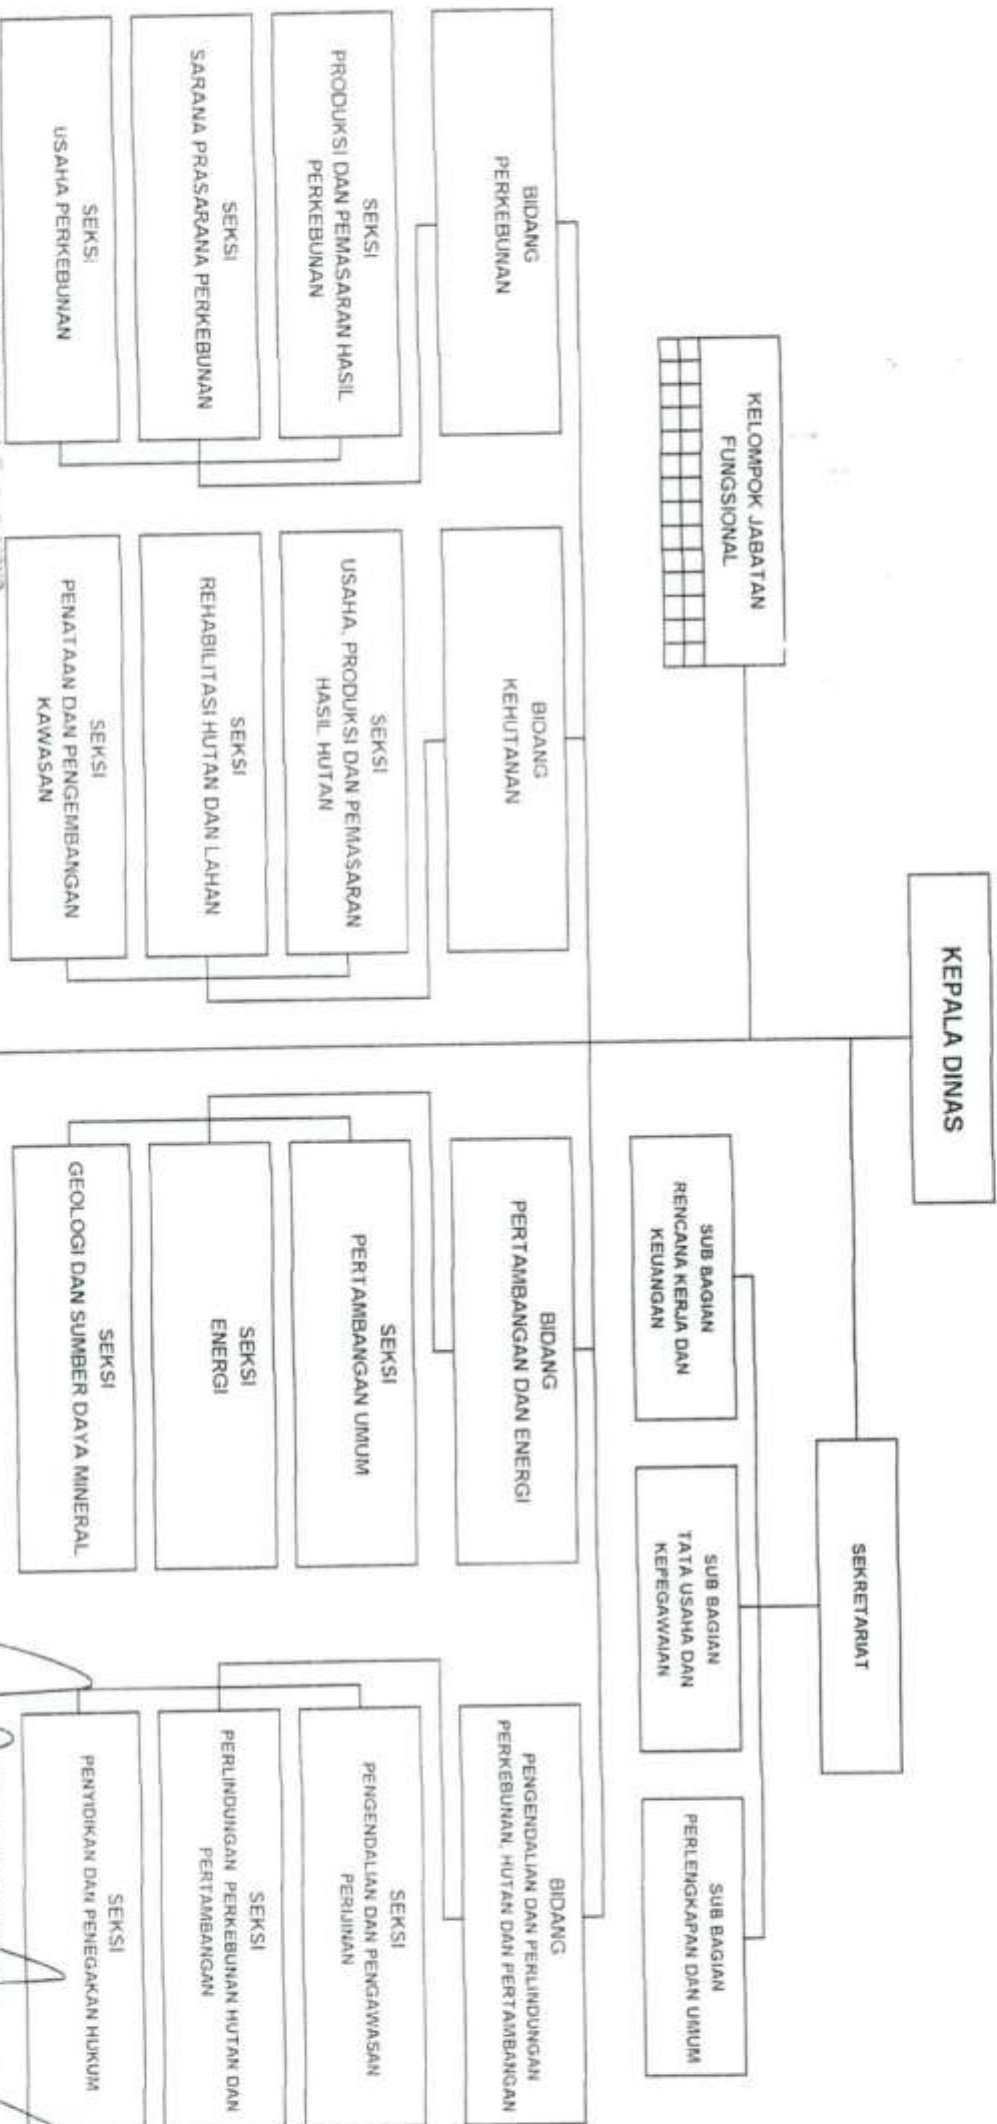 KEPALA DINAS
KELOMPOK JABATAN
FUNGSIONAL
SEKRETARIAT
SUB BAGIAN
RENCANA KERJA DAN
KEUANGAN
SUB BAGIAN
TATA USAHA DAN
KEPEGAWAIAN
SUB BAGIAN
PERLENGKAPAN DAN UMUM
BIDANG
PERKEBUNAN
SEKSI
PRODUKSI DAN PEMASARAN HASIL
PERKEBUNAN
SEKSI
SARANA PRASARANA PERKEBUNAN
SEKSI
USAHA PERKEBUNAN
BIDANG
KEHUTANAN
SEKSI
USAHA, PRODUKSI DAN PEMASARAN
HASIL HUTAN
SEKSI
REHABILITASI HUTAN DAN LAHAN
SEKSI
PENATAAN DAN PENGEMBANGAN
KAWASAN
BIDANG
PERTAMBANGAN DAN ENERGI
SEKSI
PERTAMBANGAN UMUM
SEKSI
ENERGI
SEKSI
GEOLOGI DAN SUMBER DAYA MINERAL
BIDANG
PENGENDALIAN DAN PERLINDUNGAN
PERKEBUNAN, HUTAN DAN PERTAMBANGAN
SEKSI
PENGENDALIAN DAN PENGAWASAN
PERIJINAN
SEKSI
PERLINDUNGAN PERKEBUNAN HUTAN DAN
PERTAMBANGAN
SEKSI
PENYIDIKAN DAN PENEGAKAN HUKUM